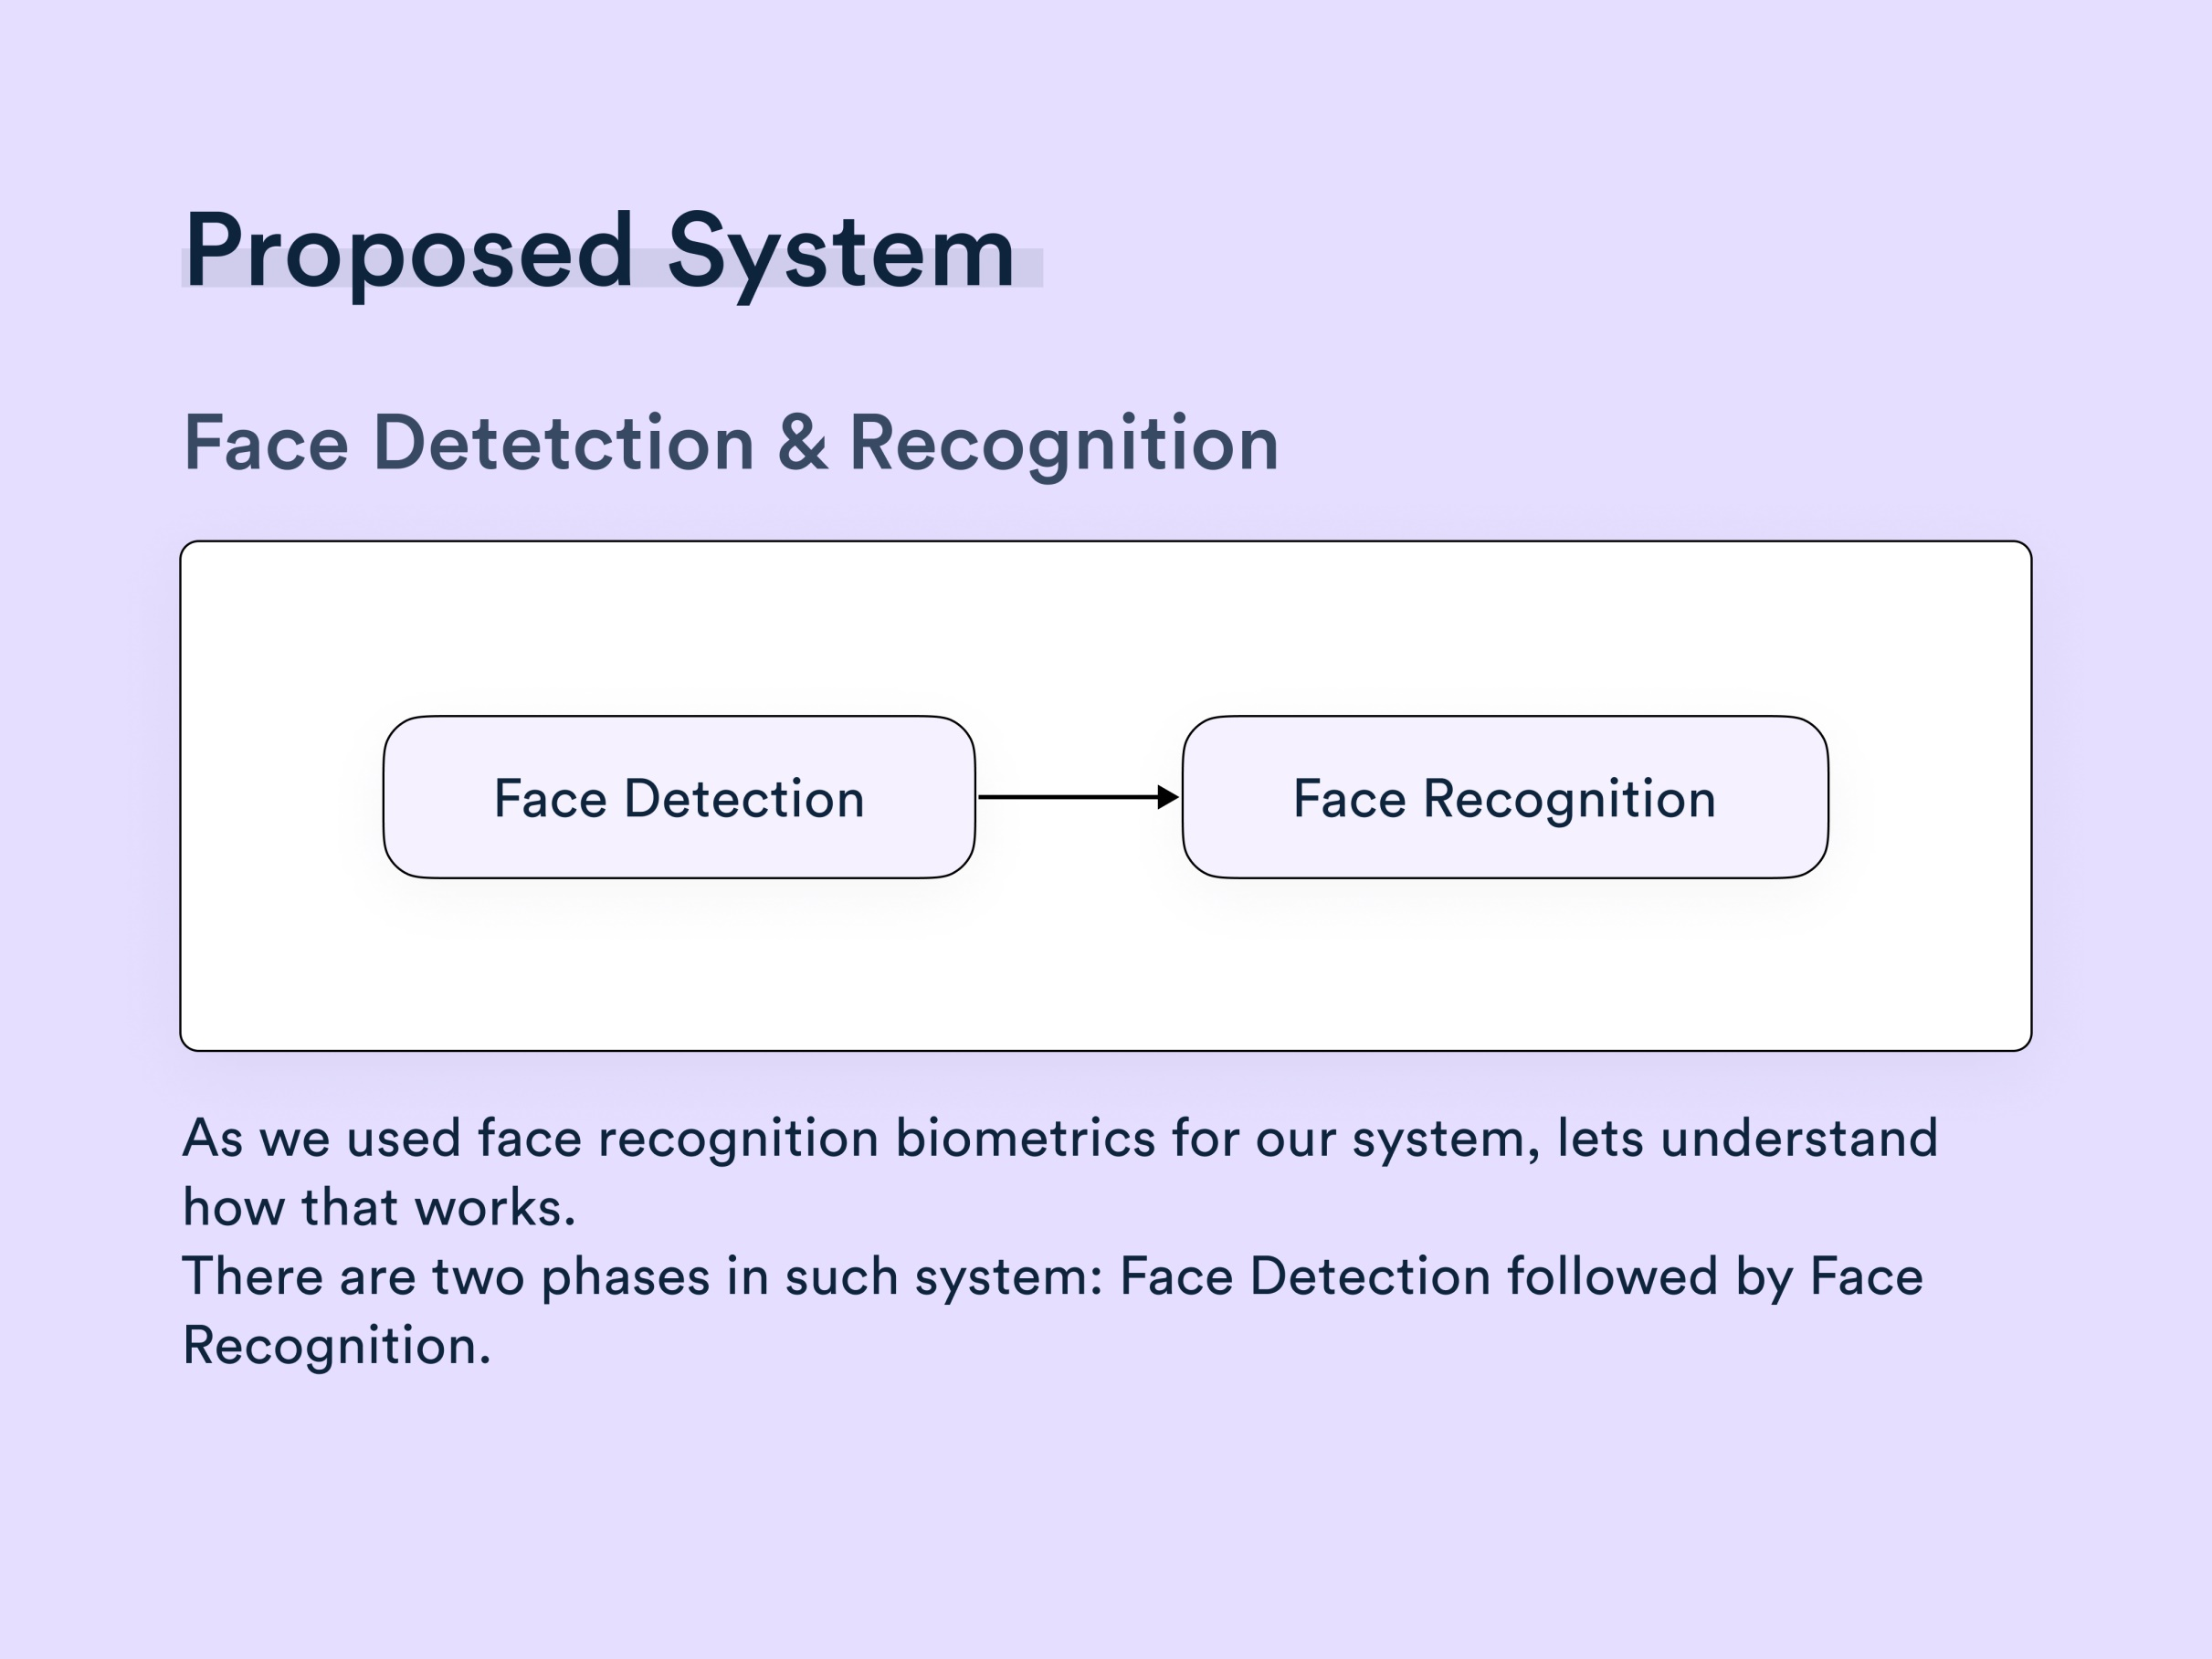 Proposed System
Face Detetction & Recognition
Face Detection
Face Recognition
As we used face recognition biometrics for our system, lets understand
how that works.
There are two phases in such system: Face Detection followed by Face
Recognition.